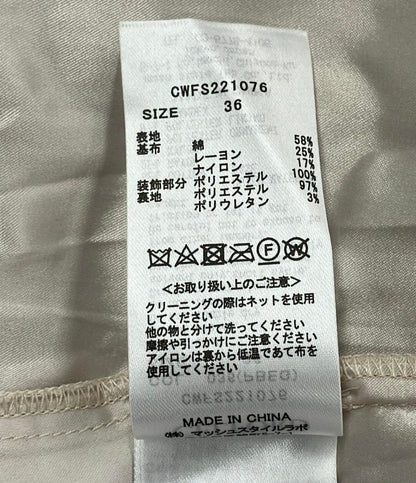 CWFS221076
SIZE 36
表地
基布 綿 58%
レーヨン 25%
ナイロン 17%
装飾部分 ポリエステル 100%
裏地 ポリエステル 97%
ポリウレタン 3%
F W
<お取り扱い上のご注意>
クリーニングの際はネットを使用
してください
他の物と分けて洗ってください
摩擦や引っかけにご注意ください
アイロンは裏から低温であて布を
使用してください
COL 035(PBEG)
CWFS221076
MADE IN CHINA
(株)マッシュスタイルラボ